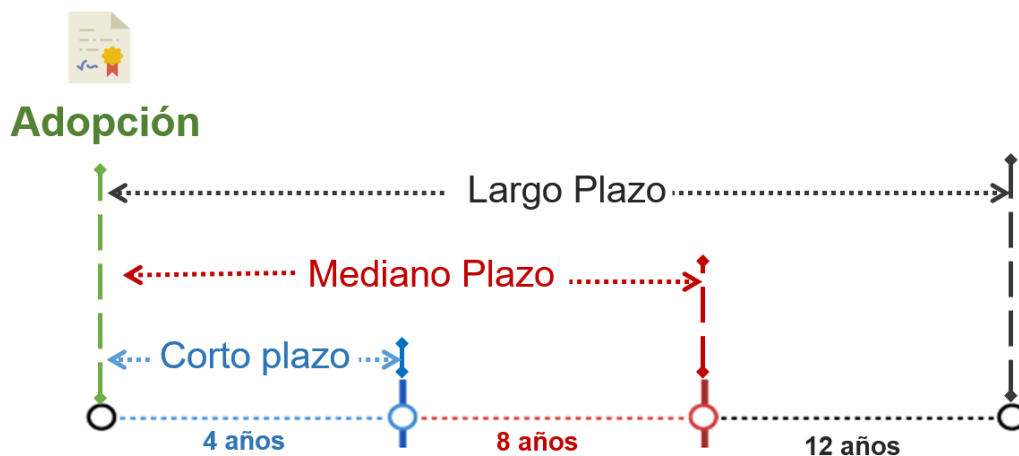 Adopción
Largo Plazo
Mediano Plazo
Corto plazo
4 años
8 años
12 años